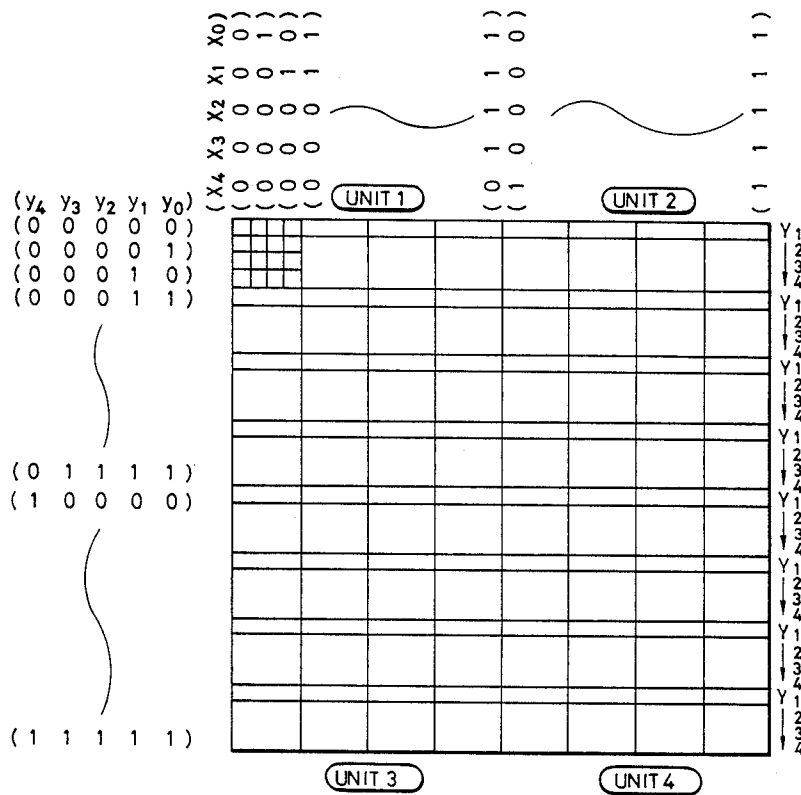 (X4 X3 X2 X1 X0)
(0 0 0 0 0)
(0 0 0 0 1)
(0 0 0 1 0)
(0 0 0 1 1)
(0 1 1 1 1)
(1 0 0 0 0)
(1 1 1 1 1)
UNIT 1
UNIT 2
(y4 y3 y2 y1 y0)
(0 0 0 0 0)
(0 0 0 0 1)
(0 0 0 1 0)
(0 0 0 1 1)
(0 1 1 1 1)
(1 0 0 0 0)
(1 1 1 1 1)
Y1
2
3
4
Y1
2
3
4
Y1
2
3
4
Y1
2
3
4
Y1
2
3
4
Y1
2
3
4
Y1
2
3
4
Y1
2
3
4
UNIT 3
UNIT 4